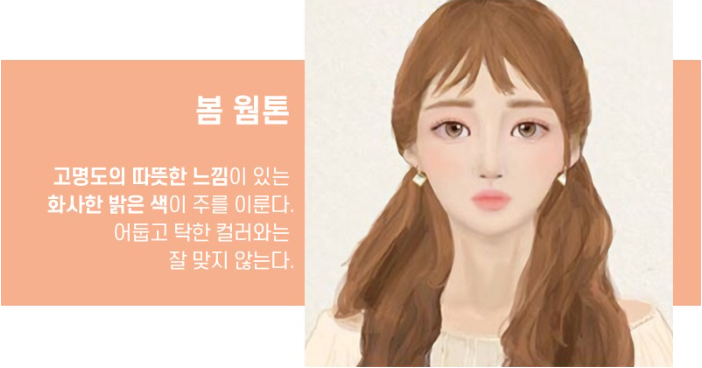 봄 웜톤
고명도의 따뜻한 느낌이 있는
화사한 밝은 색이 주를 이룬다.
어둡고 탁한 컬러와는
잘 맞지 않는다.